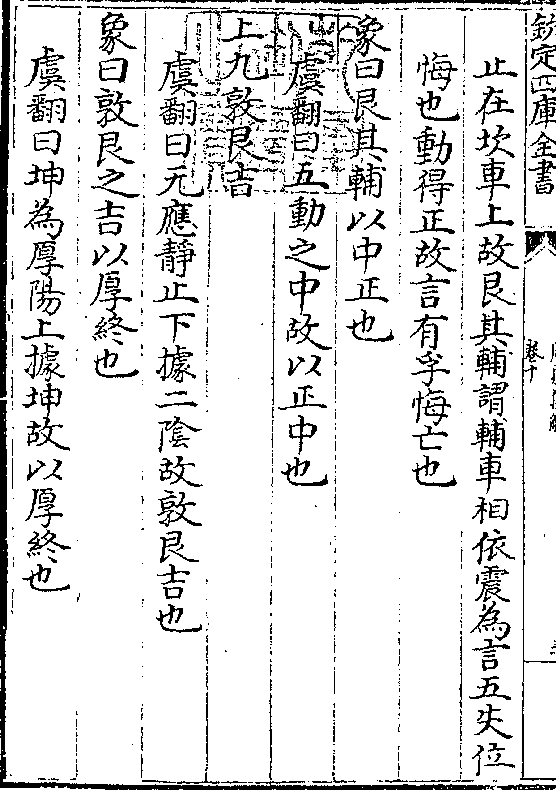 欽定四庫全書
卷十
止在坎車上故艮其輔謂輔車相依震為言五失位
悔也動得正故言有孚悔亡也
象曰艮其輔以中正也
虞翻曰五動之中故以正中也
上九敦艮吉
虞翻曰无應靜止下據二陰故敦艮吉也
象曰敦艮之吉以厚終也
虞翻曰坤為厚陽上據坤故以厚終也